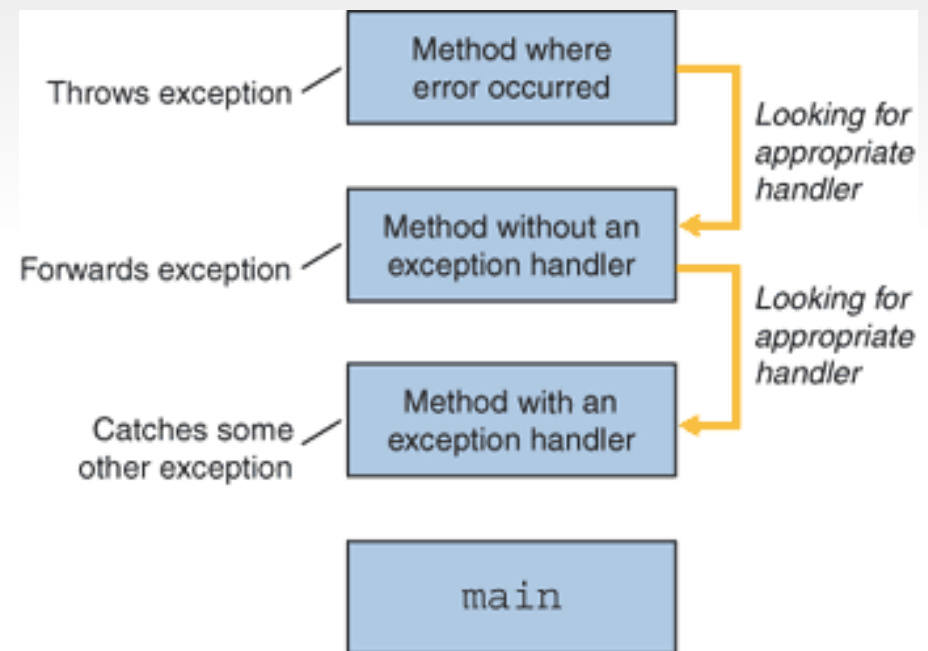 Method where
error occurred
Throws exception
Looking for
appropriate
handler
Method without an
exception handler
Forwards exception
Looking for
appropriate
handler
Method with an
exception handler
Catches some
other exception
main